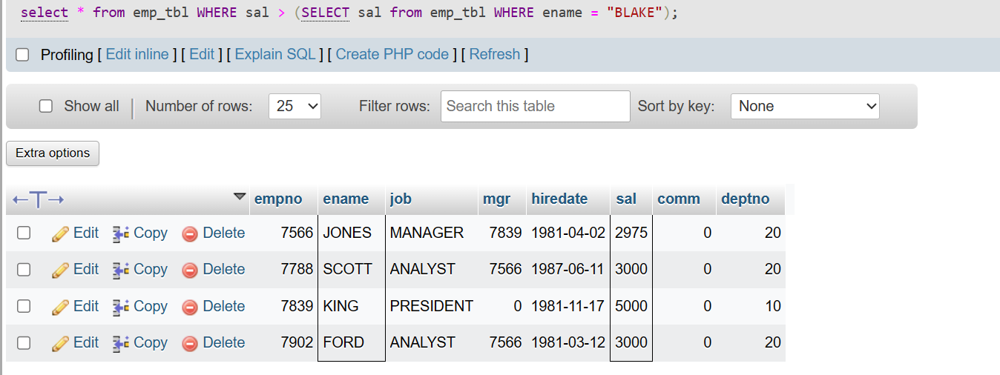 select * from emp_tbl WHERE sal > (SELECT sal from emp_tbl WHERE ename = "BLAKE");
Profiling [ Edit inline ] [ Edit ] [ Explain SQL ] [ Create PHP code ] [ Refresh ]
Show all Number of rows: 25 Filter rows: Search this table Sort by key: None
Extra options
←T→ empno ename job mgr hiredate sal comm deptno
Edit Copy Delete 7566 JONES MANAGER 7839 1981-04-02 2975 0 20
Edit Copy Delete 7788 SCOTT ANALYST 7566 1987-06-11 3000 0 20
Edit Copy Delete 7839 KING PRESIDENT 0 1981-11-17 5000 0 10
Edit Copy Delete 7902 FORD ANALYST 7566 1981-03-12 3000 0 20